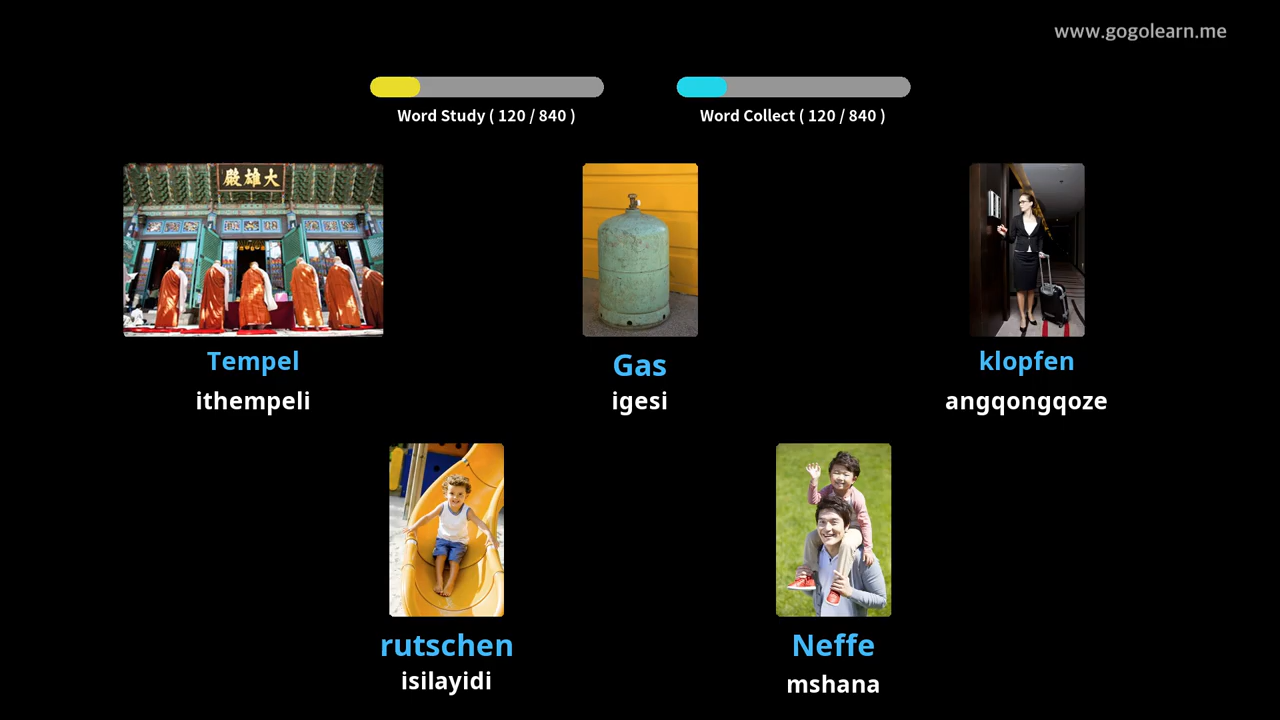 www.gogolearn.me
Word Study ( 120 / 840 )
Word Collect ( 120 / 840 )
殿雄大
Tempel
ithempeli
Gas
igesi
klopfen
angqongqoze
rutschen
isilayidi
Neffe
mshana